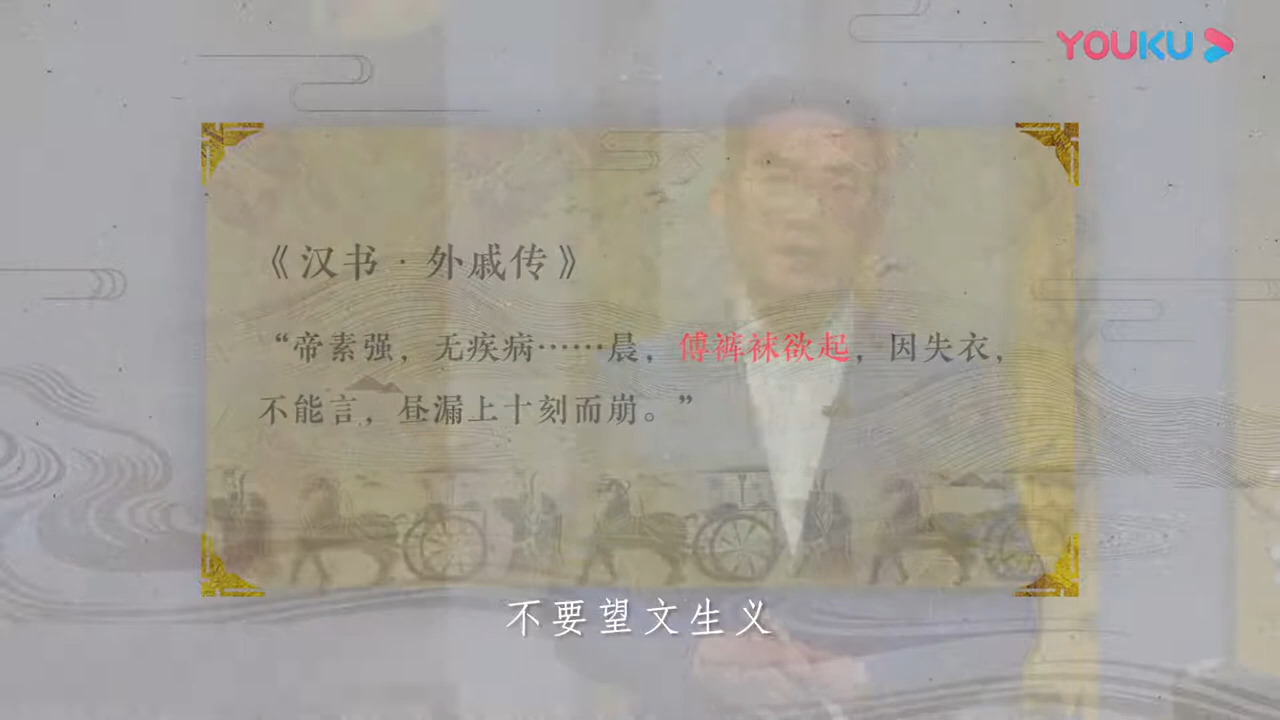 YOUKU
《汉书·外戚传》
“帝素强，无疾病……晨，傅裤袜欲起，因失衣，
不能言，昼漏上十刻而崩。”
不要望文生义